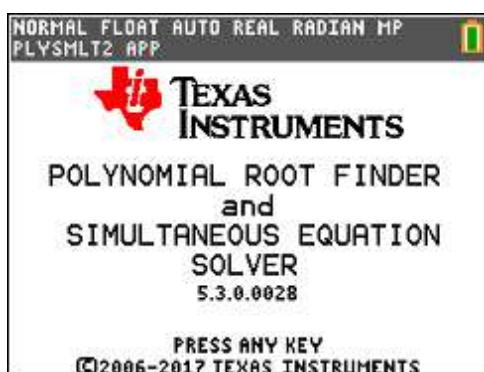 NORMAL FLOAT AUTO REAL RADIAN MP
PLYSMLT2 APP
TEXAS
INSTRUMENTS
POLYNOMIAL ROOT FINDER
and
SIMULTANEOUS EQUATION
SOLVER
5.3.0.0028
PRESS ANY KEY
©2006-2017 TEXAS INSTRUMENTS